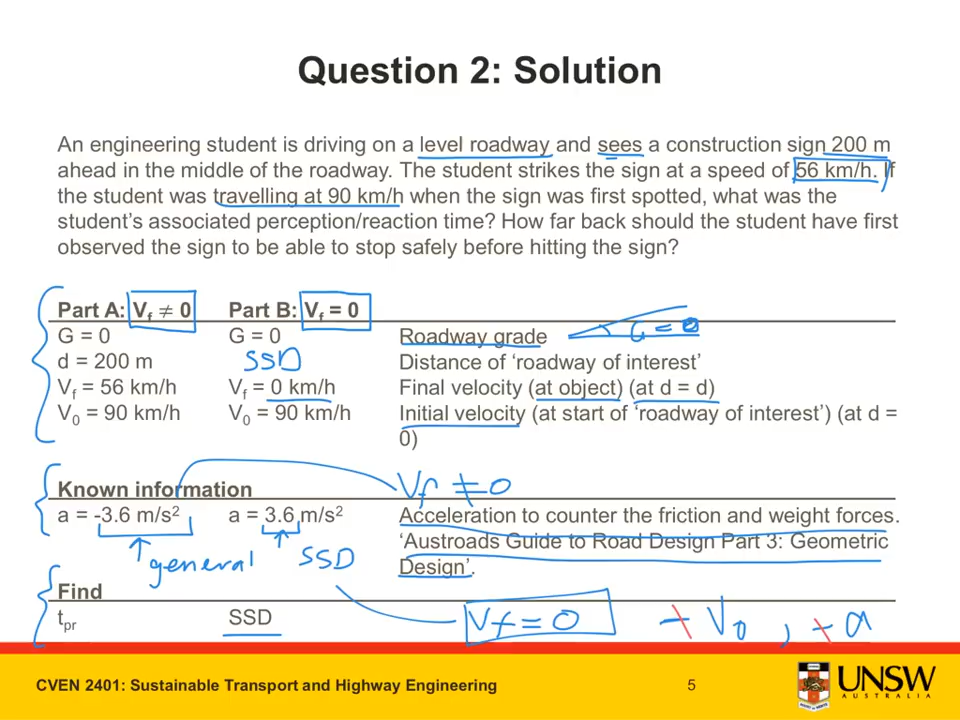 Question 2: Solution
An engineering student is driving on a level roadway and sees a construction sign 200 m
ahead in the middle of the roadway. The student strikes the sign at a speed of 56 km/h. If
the student was travelling at 90 km/h when the sign was first spotted, what was the
student's associated perception/reaction time? How far back should the student have first
observed the sign to be able to stop safely before hitting the sign?
Part A: Vf ≠ 0 Part B: Vf = 0
G = 0 G = 0 Roadway grade G = 0
d = 200 m SSD Distance of 'roadway of interest'
Vf = 56 km/h Vf = 0 km/h Final velocity (at object) (at d = d)
V0 = 90 km/h V0 = 90 km/h Initial velocity (at start of 'roadway of interest') (at d =
0)
Known information Vf ≠ 0
a = -3.6 m/s2 a = 3.6 m/s2 Acceleration to counter the friction and weight forces.
general SSD 'Austroads Guide to Road Design Part 3: Geometric
Design'.
Find
tpr SSD Vf = 0 - V0 , - a
CVEN 2401: Sustainable Transport and Highway Engineering 5 UNSW
AUSTRALIA